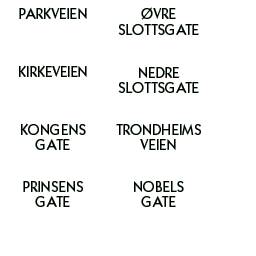 PARKVEIEN
ØVRE
SLOTTSGATE
KIRKEVEIEN
NEDRE
SLOTTSGATE
KONGENS
GATE
TRONDHEIMS
VEIEN
PRINSENS
GATE
NOBELS
GATE